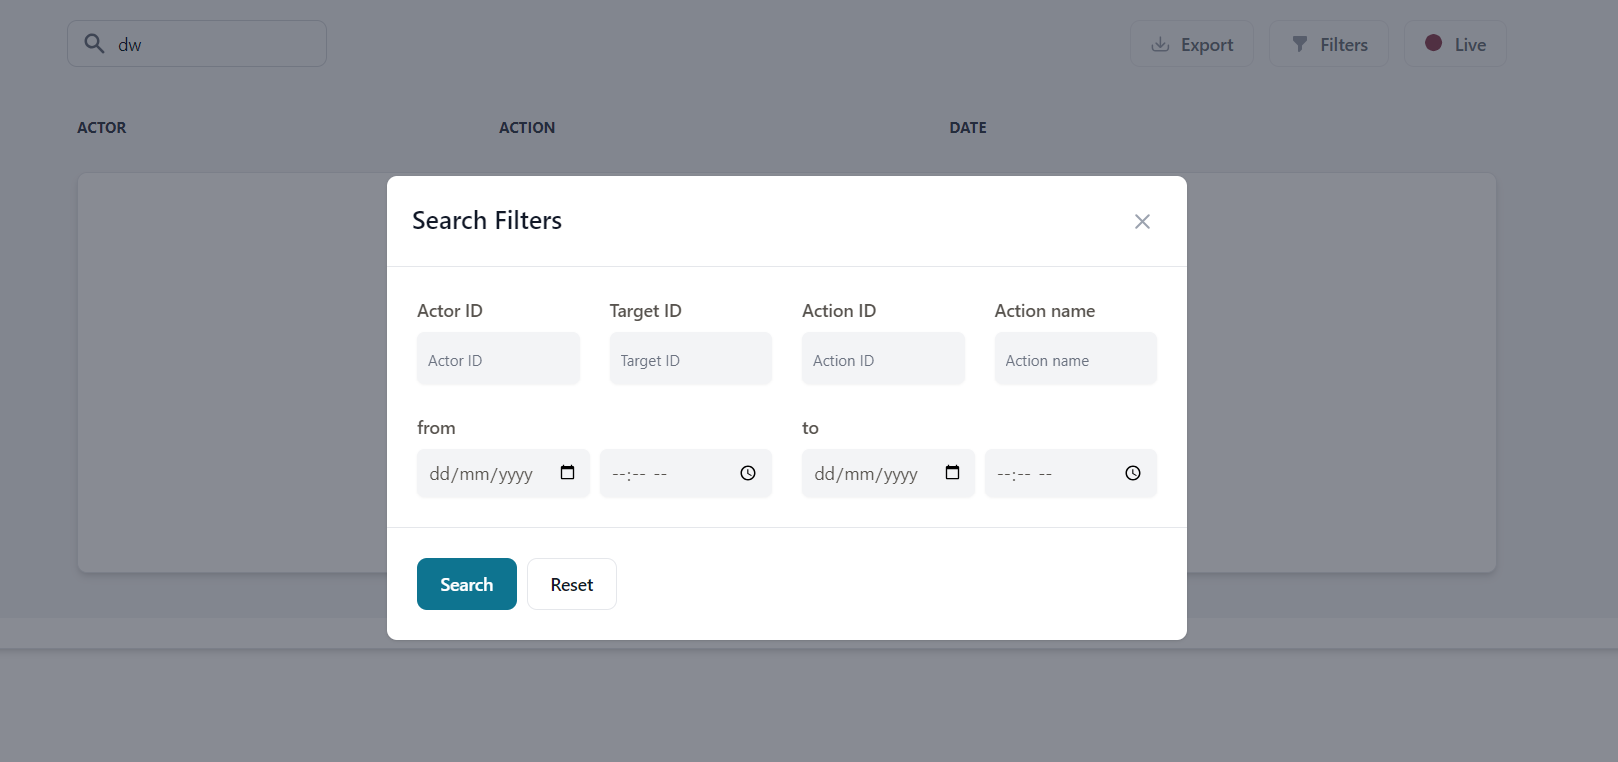 dw
Export
Filters
Live
ACTOR
ACTION
DATE
Search Filters
Actor ID
Target ID
Action ID
Action name
Actor ID
Target ID
Action ID
Action name
from
to
dd/mm/yyyy
--:-- --
dd/mm/yyyy
--:-- --
Search
Reset